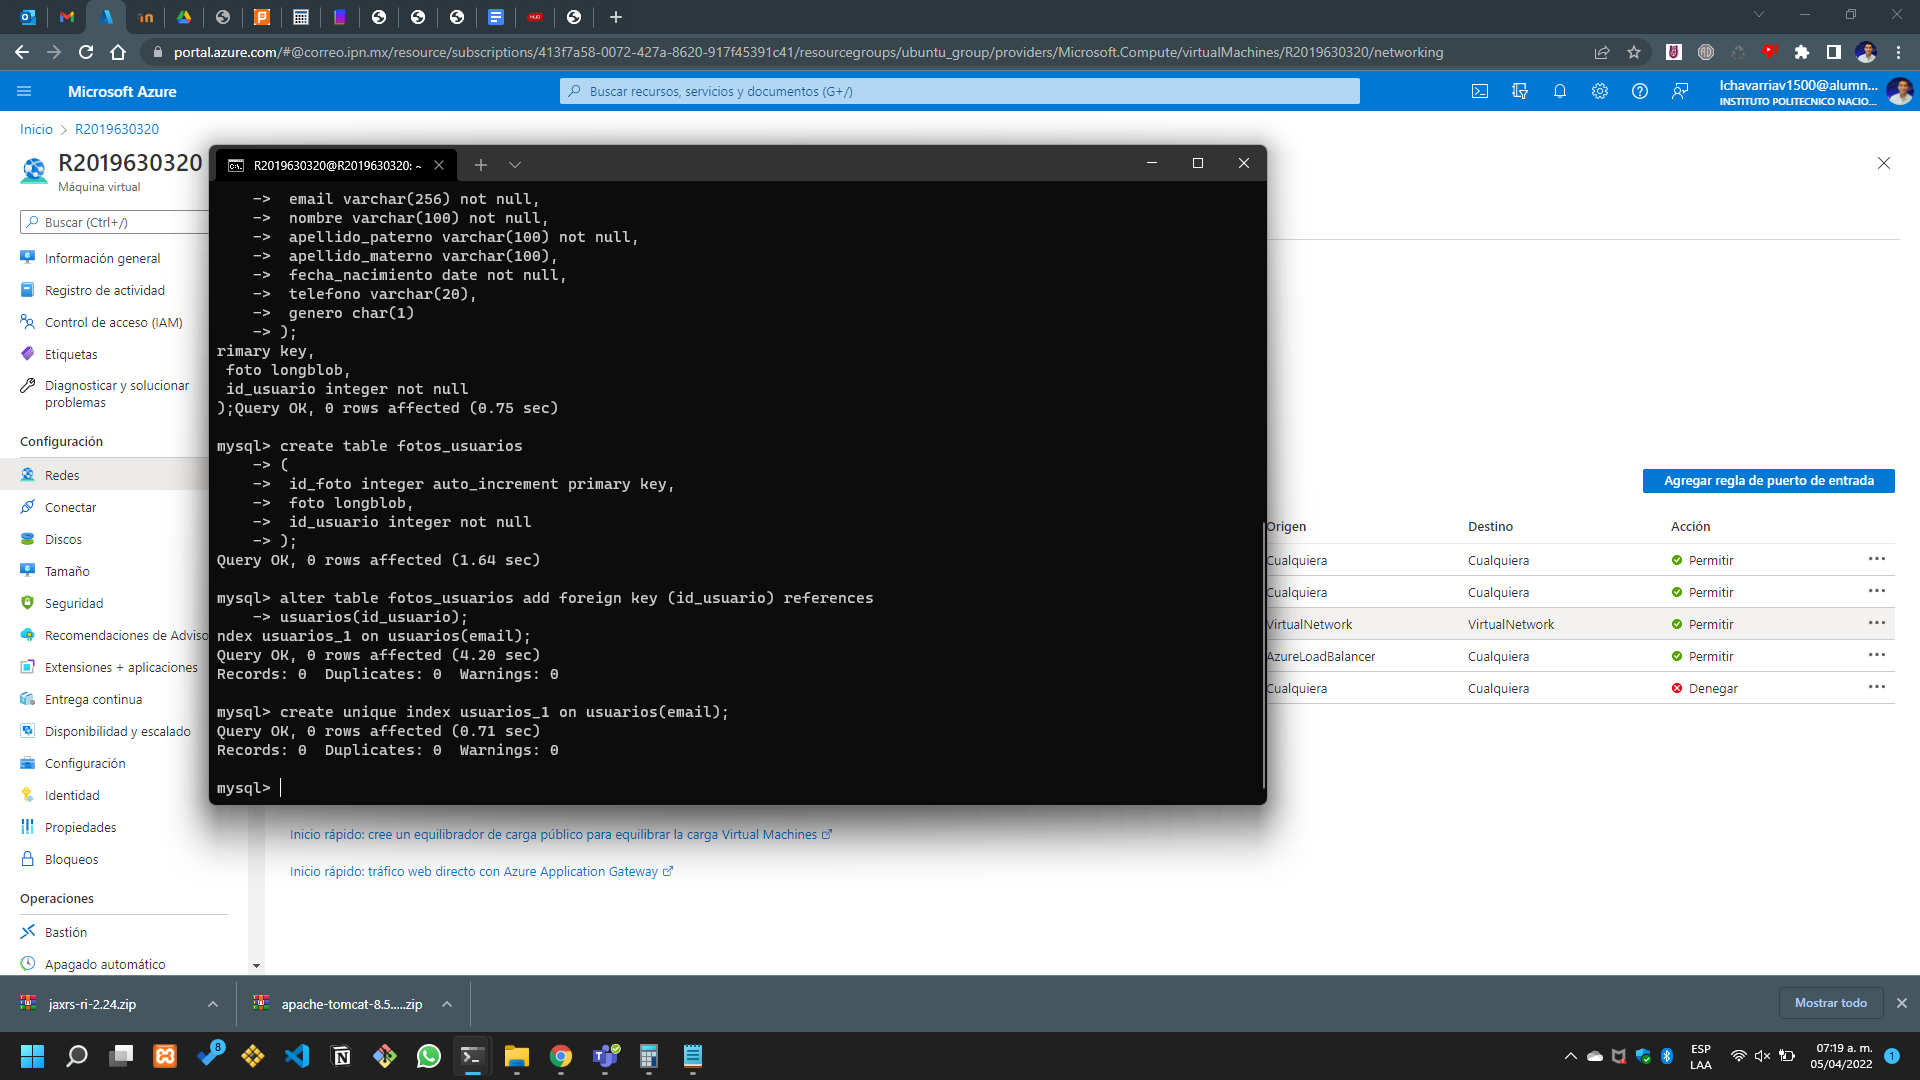 portal.azure.com/#@correo.ipn.mx/resource/subscriptions/413f7a58-0072-427a-8620-917f45391c41/resourcegroups/ubuntu_group/providers/Microsoft.Compute/virtualMachines/R2019630320/networking
Microsoft Azure
Buscar recursos, servicios y documentos (G+/)
lchavarriav1500@alumn...
INSTITUTO POLITECNICO NACIO...
Inicio > R2019630320
R2019630320
Máquina virtual
Buscar (Ctrl+/)
Información general
Registro de actividad
Control de acceso (IAM)
Etiquetas
Diagnosticar y solucionar
problemas
Configuración
Redes
Conectar
Discos
Tamaño
Seguridad
Recomendaciones de Adviso
Extensiones + aplicaciones
Entrega continua
Disponibilidad y escalado
Configuración
Identidad
Propiedades
Bloqueos
Operaciones
Bastión
Apagado automático
R2019630320@R2019630320: ~
-> email varchar(256) not null,
-> nombre varchar(100) not null,
-> apellido_paterno varchar(100) not null,
-> apellido_materno varchar(100),
-> fecha_nacimiento date not null,
-> telefono varchar(20),
-> genero char(1)
-> );
rimary key,
foto longblob,
id_usuario integer not null
);Query OK, 0 rows affected (0.75 sec)
mysql> create table fotos_usuarios
-> (
-> id_foto integer auto_increment primary key,
-> foto longblob,
-> id_usuario integer not null
-> );
Query OK, 0 rows affected (1.64 sec)
mysql> alter table fotos_usuarios add foreign key (id_usuario) references
-> usuarios(id_usuario);
ndex usuarios_1 on usuarios(email);
Query OK, 0 rows affected (4.20 sec)
Records: 0 Duplicates: 0 Warnings: 0
mysql> create unique index usuarios_1 on usuarios(email);
Query OK, 0 rows affected (0.71 sec)
Records: 0 Duplicates: 0 Warnings: 0
mysql>
Agregar regla de puerto de entrada
Origen Destino Acción
Cualquiera Cualquiera Permitir
Cualquiera Cualquiera Permitir
VirtualNetwork VirtualNetwork Permitir
AzureLoadBalancer Cualquiera Permitir
Cualquiera Cualquiera Denegar
Inicio rápido: cree un equilibrador de carga público para equilibrar la carga Virtual Machines
Inicio rápido: tráfico web directo con Azure Application Gateway
jaxrs-ri-2.24.zip
apache-tomcat-8.5.....zip
Mostrar todo
8
ESP
LAA
07:19 a. m.
05/04/2022
1